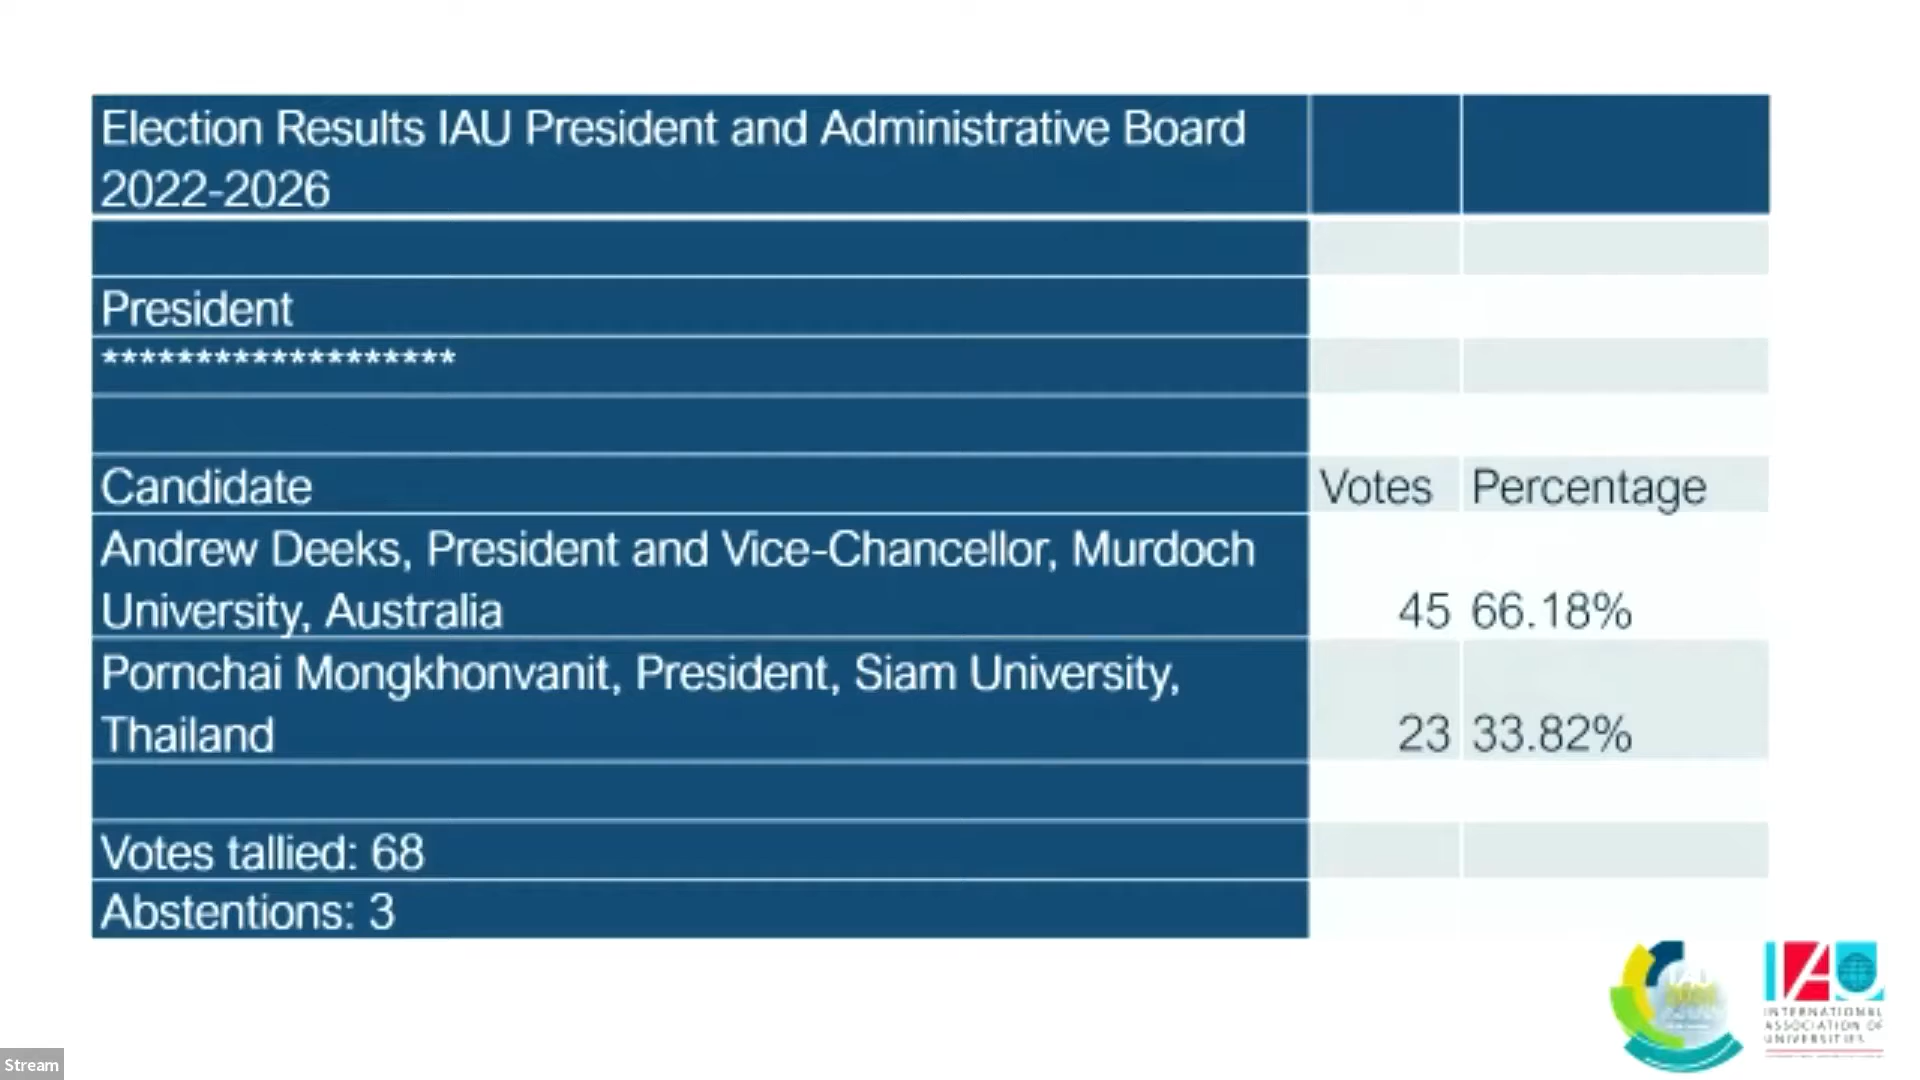 Election Results IAU President and Administrative Board
2022-2026
President
*******************
Candidate Votes Percentage
Andrew Deeks, President and Vice-Chancellor, Murdoch
University, Australia 45 66.18%
Pornchai Mongkhonvanit, President, Siam University,
Thailand 23 33.82%
Votes tallied: 68
Abstentions: 3
IAU
INTERNATIONAL
ASSOCIATION OF
UNIVERSITIES
Stream